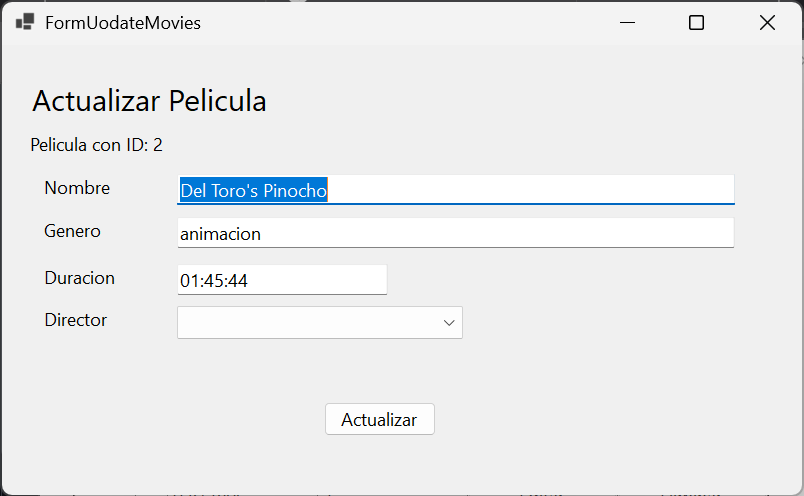 FormUodateMovies
Actualizar Pelicula
Pelicula con ID: 2
Nombre Del Toro's Pinocho
Genero animacion
Duracion 01:45:44
Director
Actualizar